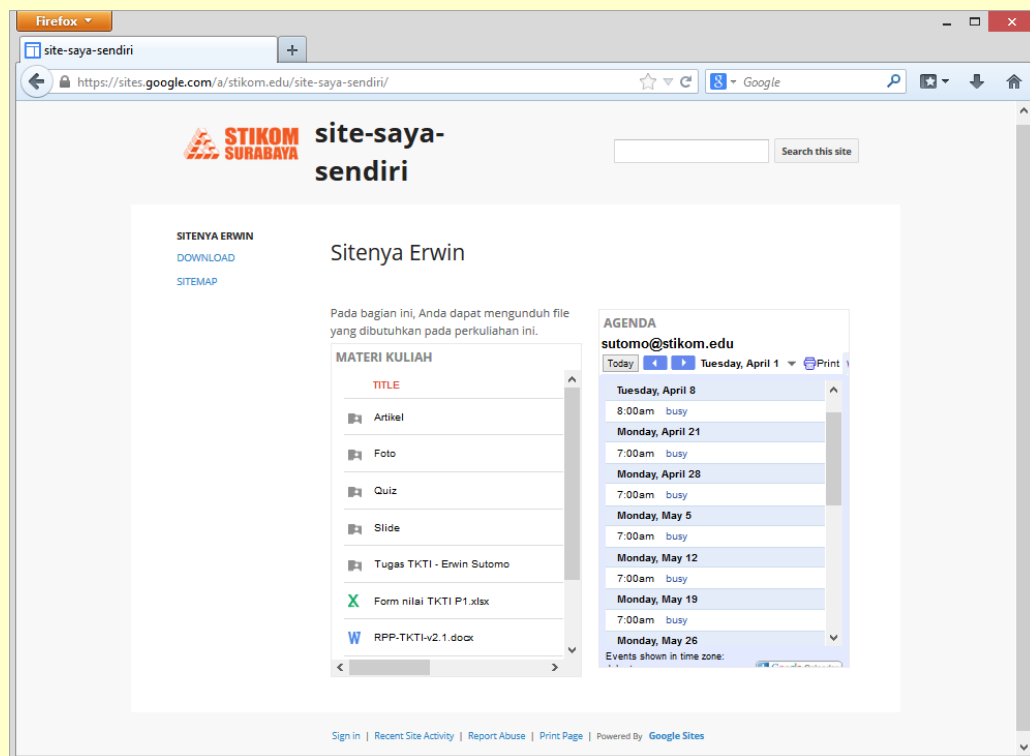 Firefox
site-saya-sendiri
https://sites.google.com/a/stikom.edu/site-saya-sendiri/
8 Google
STIKOM
SURABAYA
site-saya-
sendiri
Search this site
SITENYA ERWIN
DOWNLOAD
SITEMAP
Sitenya Erwin
Pada bagian ini, Anda dapat mengunduh file
yang dibutuhkan pada perkuliahan ini.
MATERI KULIAH
TITLE
Artikel
Foto
Quiz
Slide
Tugas TKTI - Erwin Sutomo
X Form nilai TKTI P1.xlsx
W RPP-TKTI-v2.1.docx
AGENDA
sutomo@stikom.edu
Today Tuesday, April 1 Print
Tuesday, April 8
8:00am busy
Monday, April 21
7:00am busy
Monday, April 28
7:00am busy
Monday, May 5
7:00am busy
Monday, May 12
7:00am busy
Monday, May 19
7:00am busy
Monday, May 26
Events shown in time zone:
Sign in | Recent Site Activity | Report Abuse | Print Page | Powered By Google Sites